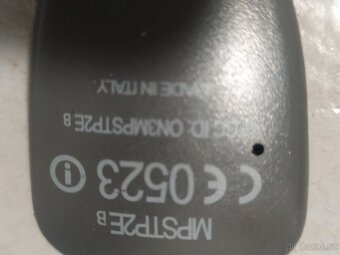 MPSTP2E B
CE 0523 i
FCC ID: ON3MPSTP2E B
MADE IN ITALY